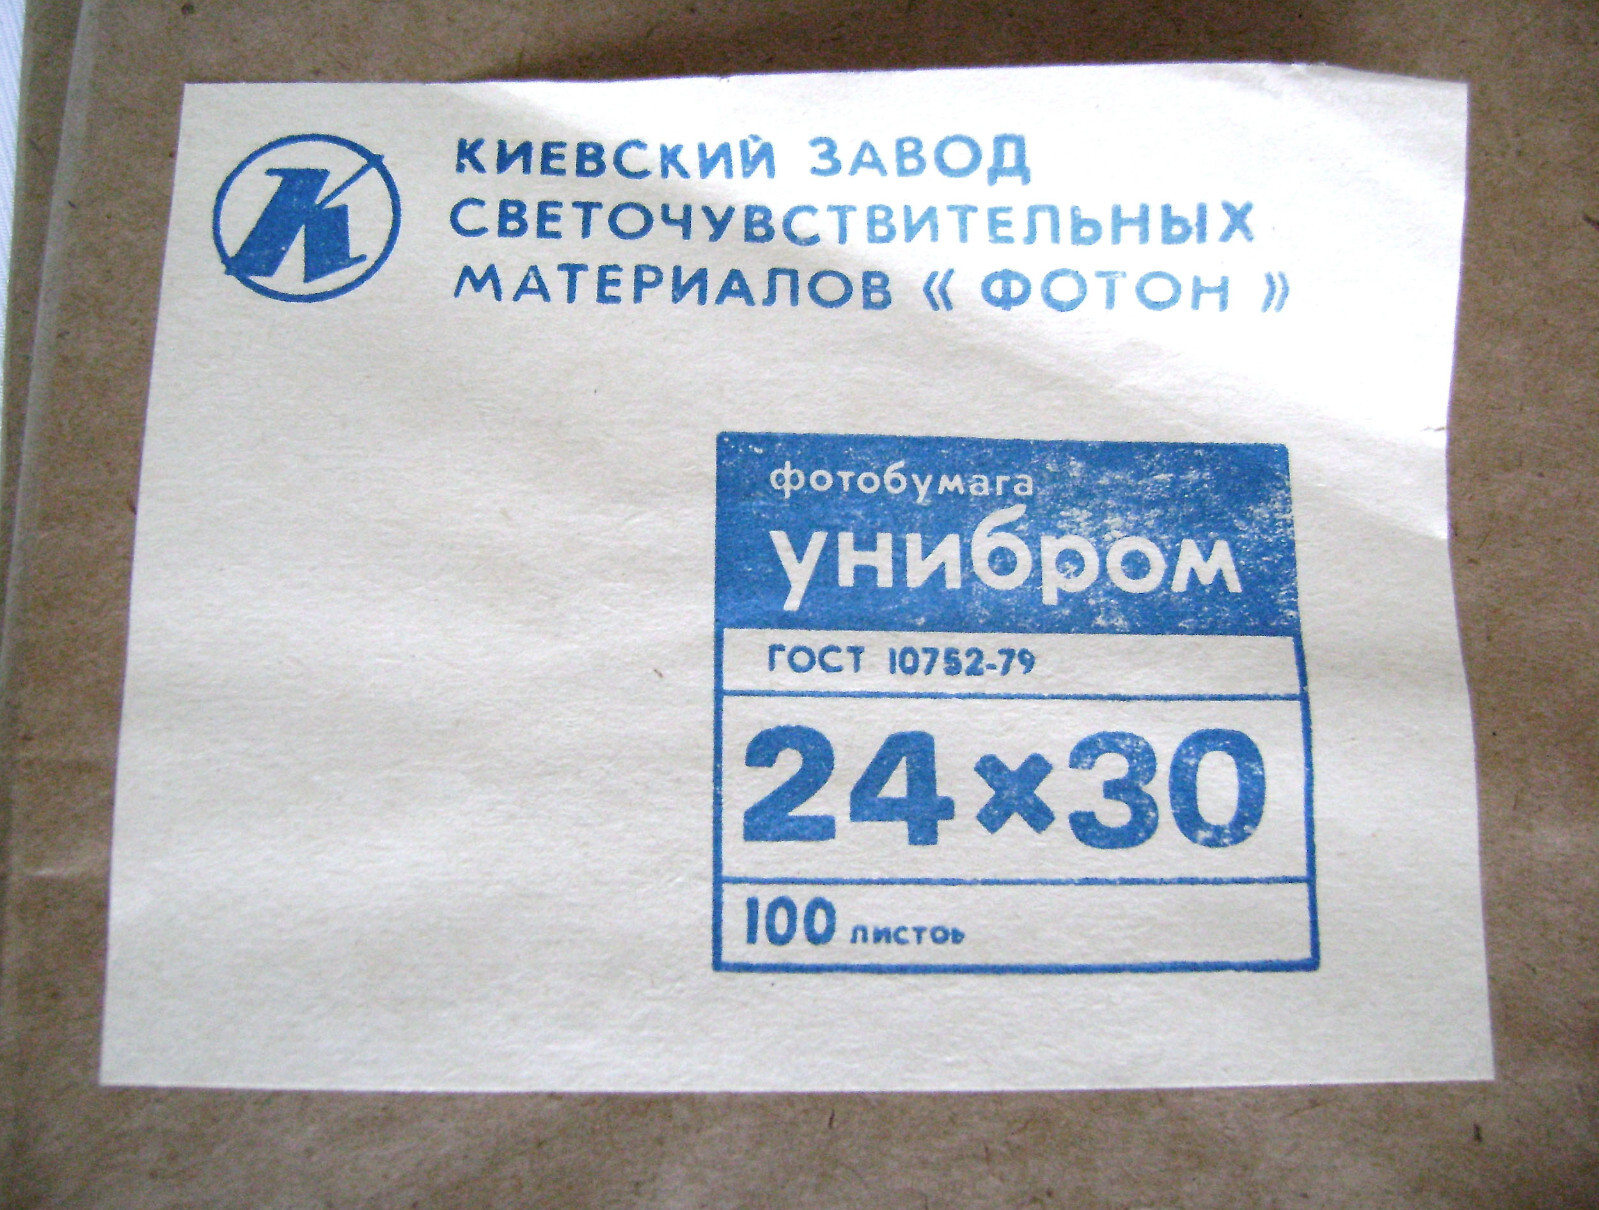 КИЕВСКИЙ ЗАВОД
СВЕТОЧУВСТВИТЕЛЬНЫХ
МАТЕРИАЛОВ « ФОТОН »
фотобумага
унибром
ГОСТ 10752-79
24×30
100 листов